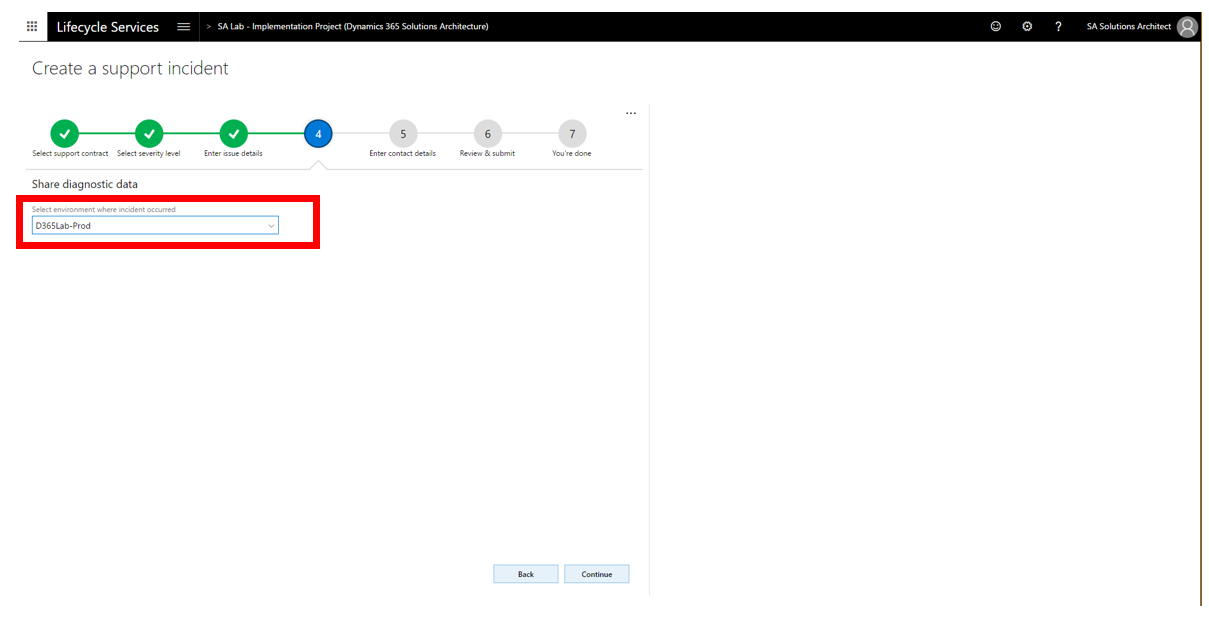 Lifecycle Services > SA Lab - Implementation Project (Dynamics 365 Solutions Architecture) ? SA Solutions Architect
Create a support incident
...
4 5 6 7
Select support contract Select severity level Enter issue details Enter contact details Review & submit You're done
Share diagnostic data
Select environment where incident occurred
D365Lab-Prod
Back Continue